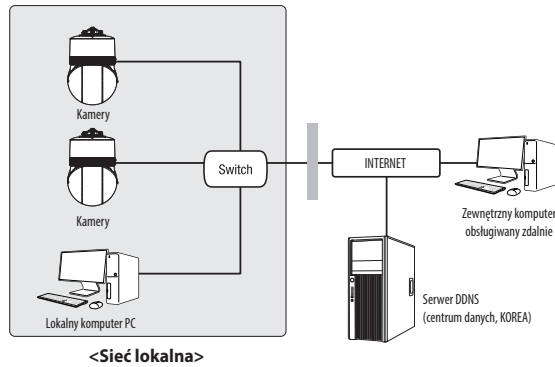 Kamery
Kamery
Lokalny komputer PC
Switch
INTERNET
Zewnętrzny komputer
obsługiwany zdalnie
Serwer DDNS
(centrum danych, KOREA)
<Sieć lokalna>